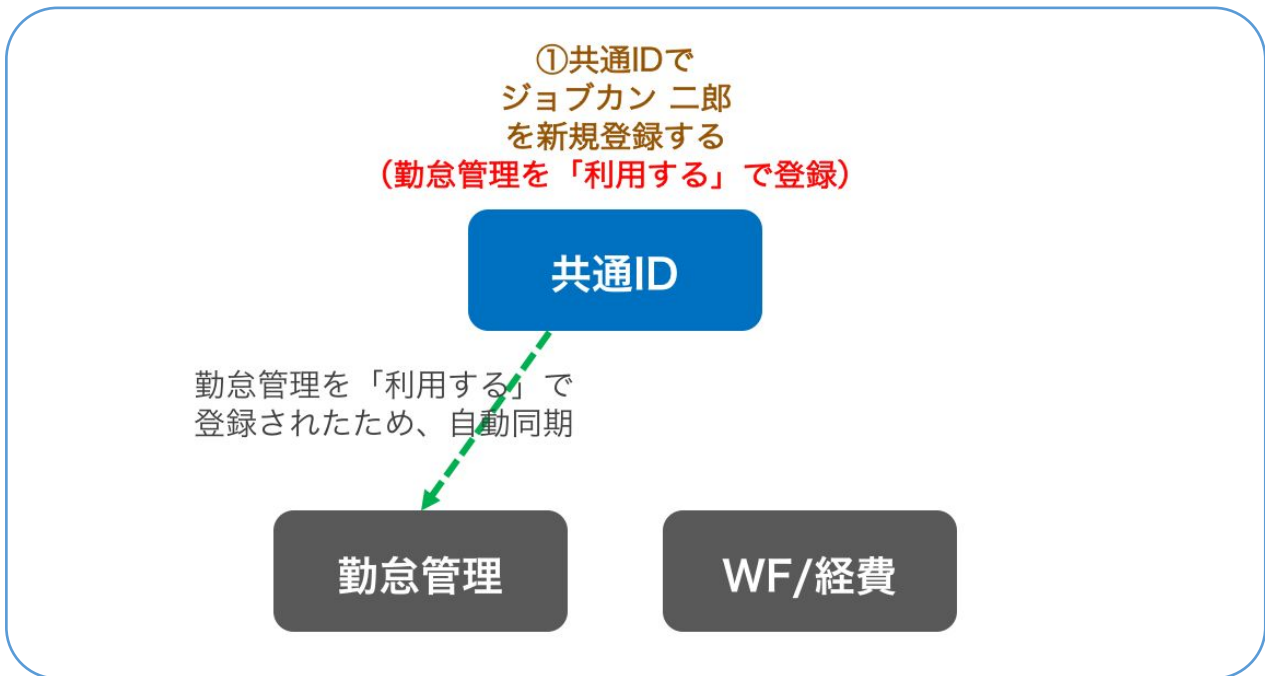 ①共通IDで
ジョブカン 二郎
を新規登録する
（勤怠管理を「利用する」で登録）
共通ID
勤怠管理を「利用する」で
登録されたため、自動同期
勤怠管理
WF/経費